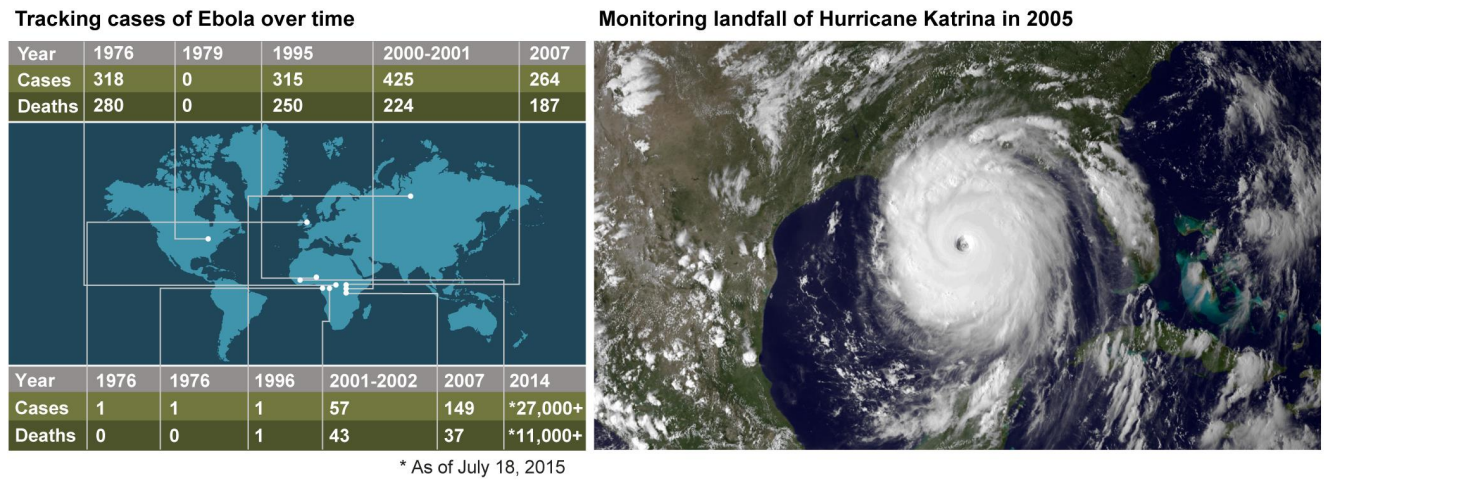 Tracking cases of Ebola over time
Year 1976 1979 1995 2000-2001 2007
Cases 318 0 315 425 264
Deaths 280 0 250 224 187
Year 1976 1976 1996 2001-2002 2007 2014
Cases 1 1 1 57 149 *27,000+
Deaths 0 0 1 43 37 *11,000+
* As of July 18, 2015
Monitoring landfall of Hurricane Katrina in 2005